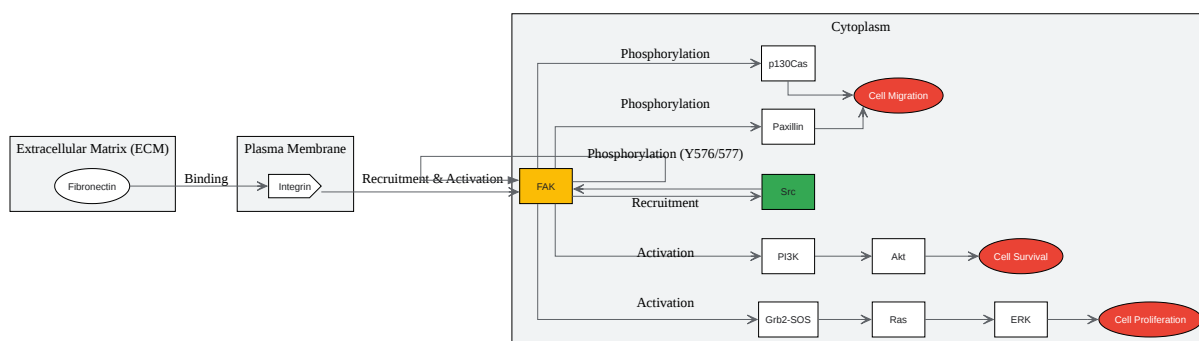 Cytoplasm
Phosphorylation
p130Cas
Cell Migration
Phosphorylation
Paxillin
Extracellular Matrix (ECM)
Plasma Membrane
Phosphorylation (Y576/577)
Fibronectin
Binding
Integrin
Recruitment & Activation
FAK
Src
Recruitment
Activation
PI3K
Akt
Cell Survival
Activation
Grb2-SOS
Ras
ERK
Cell Proliferation